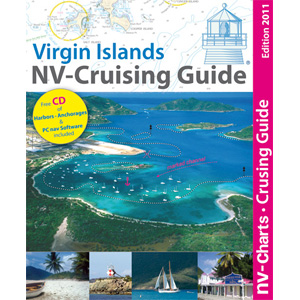 Virgin Islands
NV-Cruising Guide
Free CD of
Harbors - Anchorages
&
PC nav Software
included
Edition 2011
nv-charts · Crusing Guide